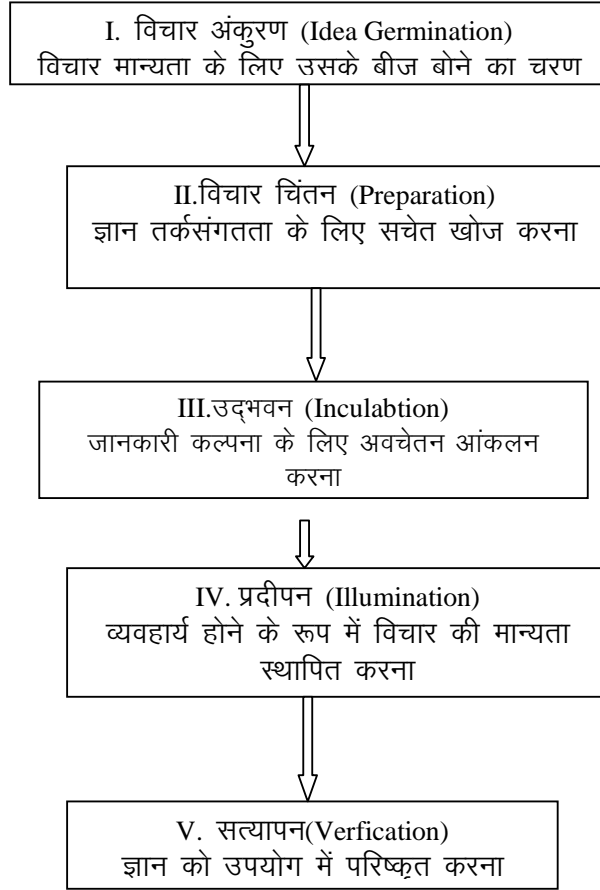 I. विचार अंकुरण (Idea Germination)
विचार मान्यता के लिए उसके बीज बोने का चरण
II.विचार चिंतन (Preparation)
ज्ञान तर्कसंगतता के लिए सचेत खोज करना
III.उद्भवन (Inculabtion)
जानकारी कल्पना के लिए अवचेतन आंकलन
करना
IV. प्रदीपन (Illumination)
व्यवहार्य होने के रूप में विचार की मान्यता
स्थापित करना
V. सत्यापन(Verfication)
ज्ञान को उपयोग में परिष्कृत करना